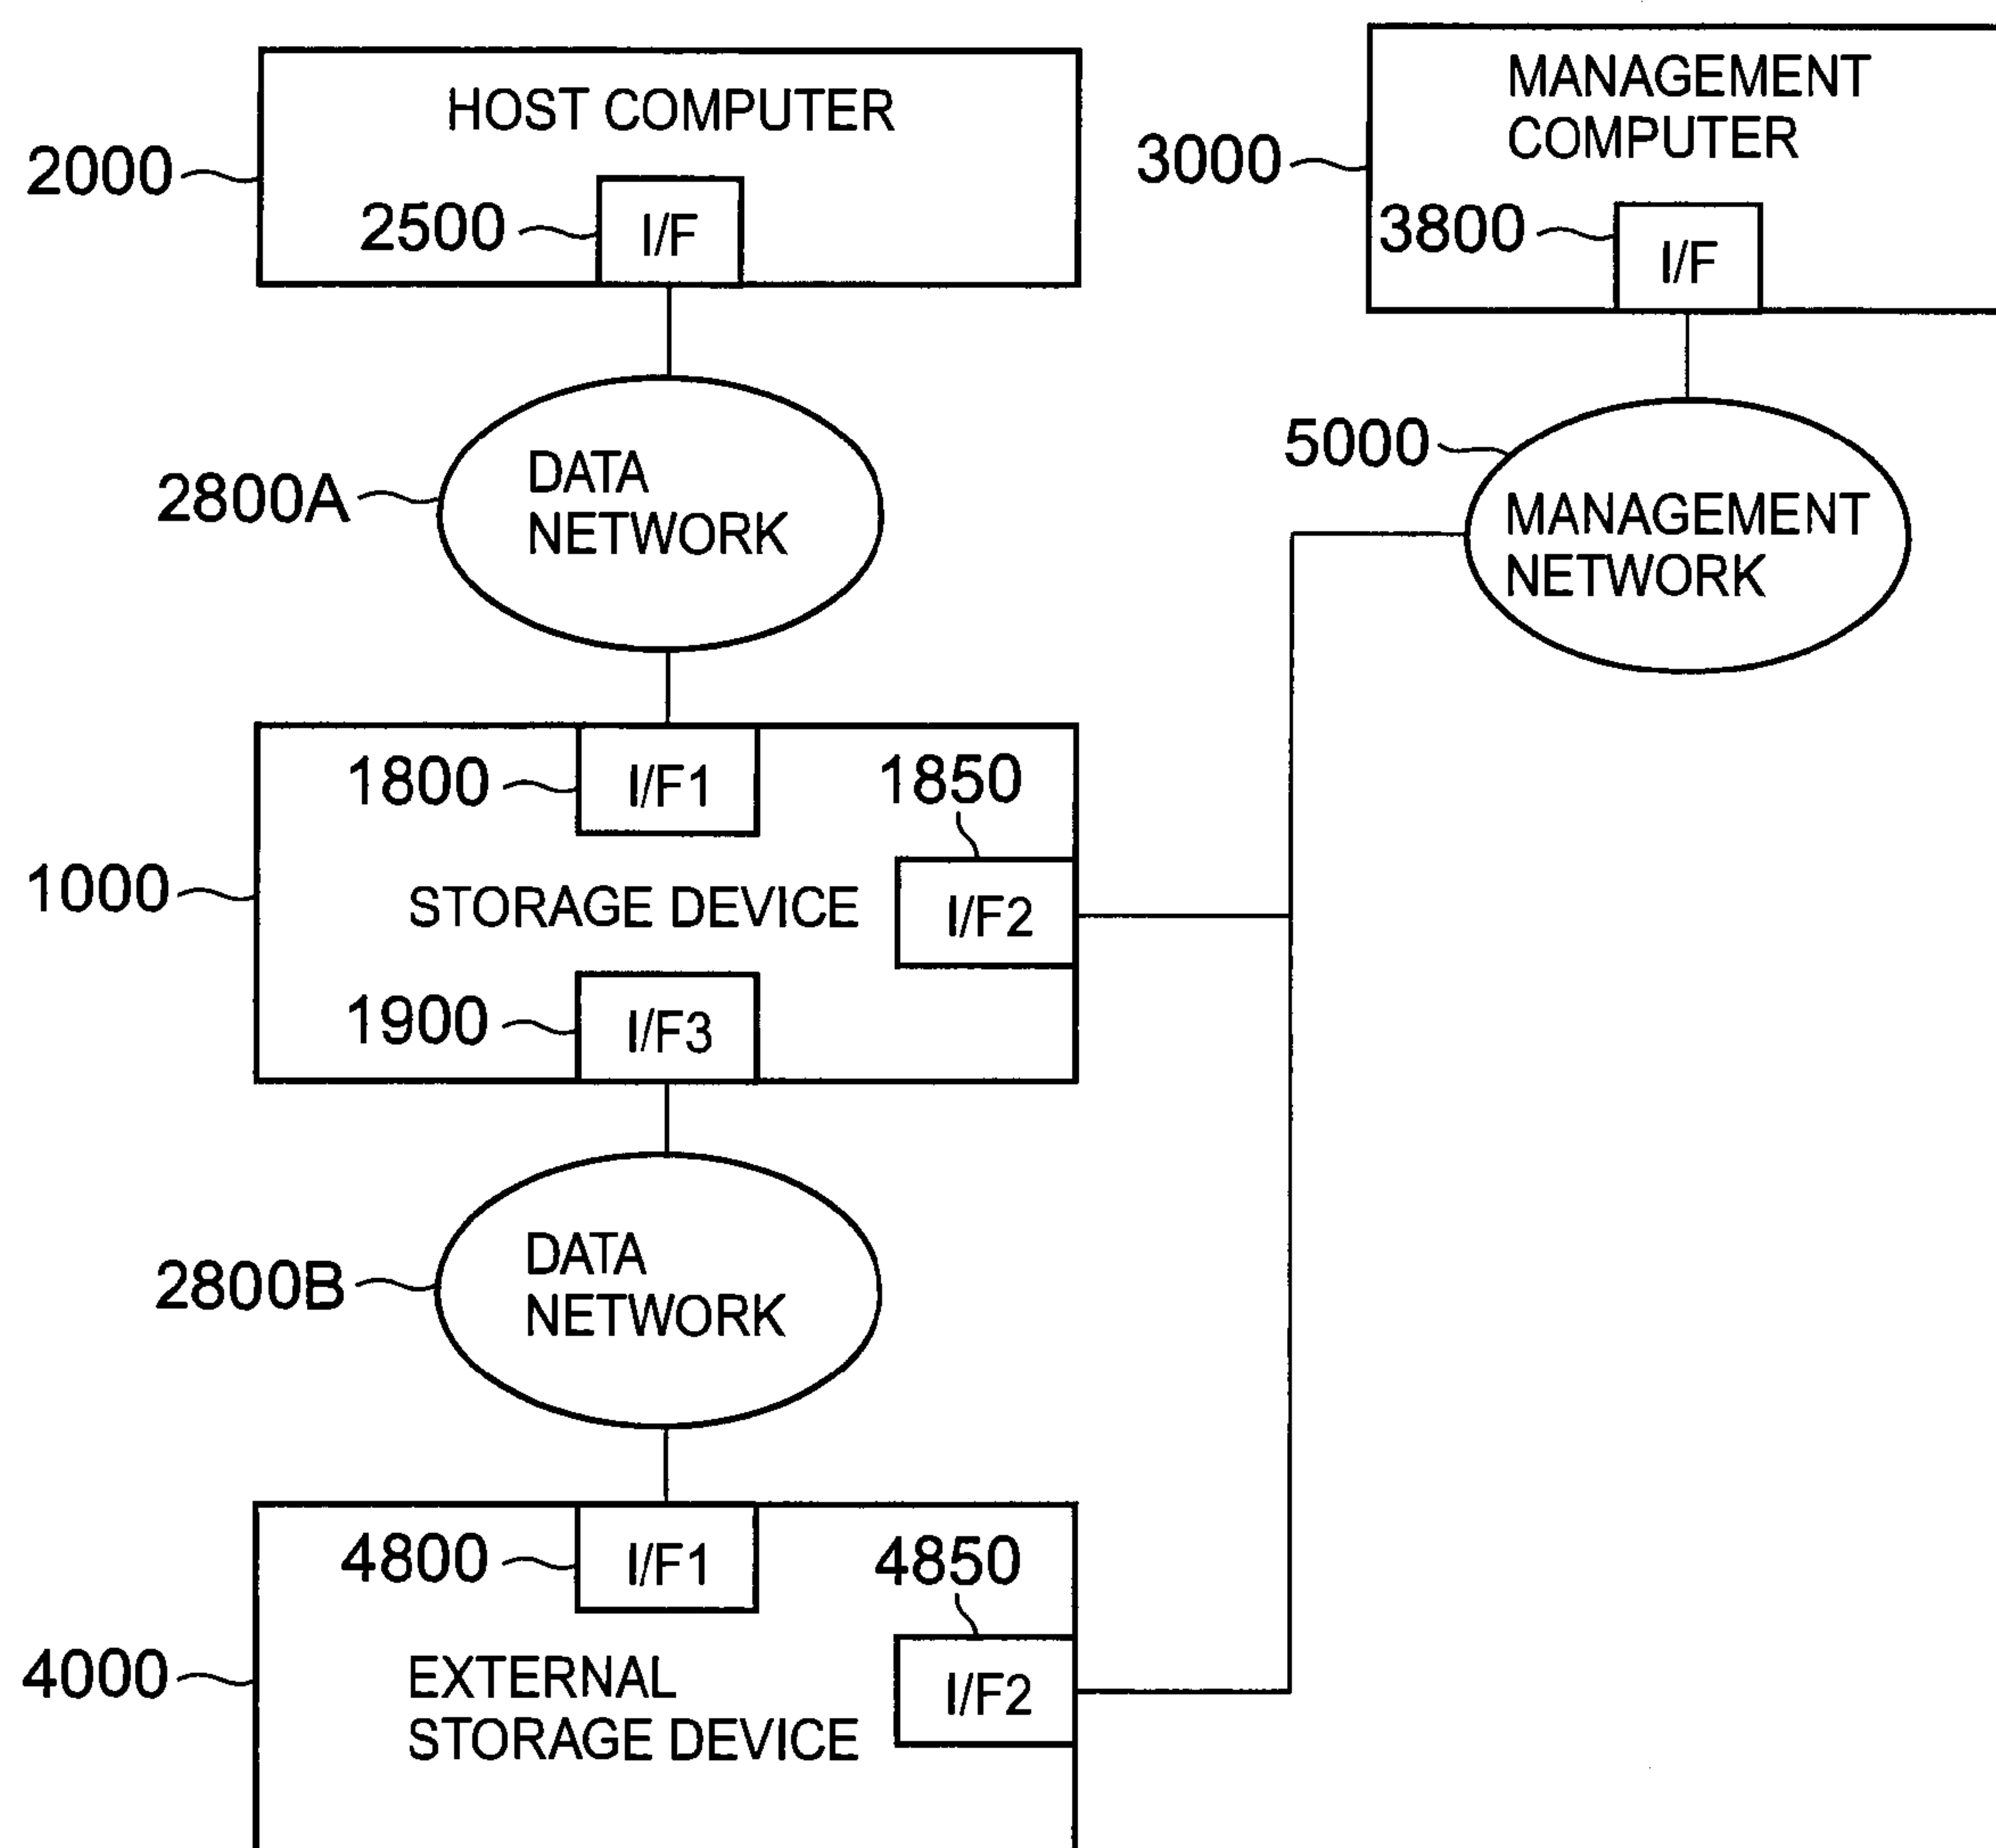 HOST COMPUTER
2000
2500
I/F
MANAGEMENT
COMPUTER
3000
3800
I/F
2800A
DATA
NETWORK
5000
MANAGEMENT
NETWORK
1800
I/F1
1850
1000
STORAGE DEVICE
I/F2
1900
I/F3
2800B
DATA
NETWORK
4800
I/F1
4850
4000
EXTERNAL
STORAGE DEVICE
I/F2